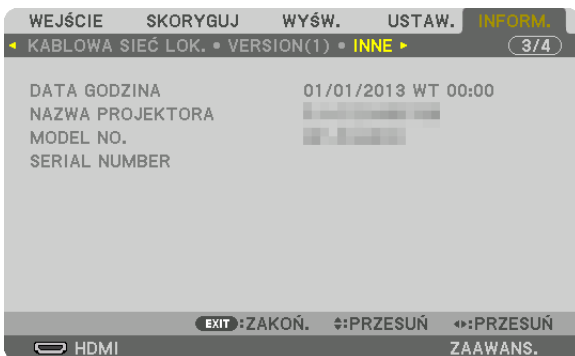 WEJŚCIE SKORYGUJ WYŚW. USTAW. INFORM.
◄ KABLOWA SIEĆ LOK. • VERSION(1) • INNE ► 3/4
DATA GODZINA 01/01/2013 WT 00:00
NAZWA PROJEKTORA
MODEL NO.
SERIAL NUMBER
EXIT :ZAKOŃ. :PRZESUŃ :PRZESUŃ
HDMI ZAAWANS.